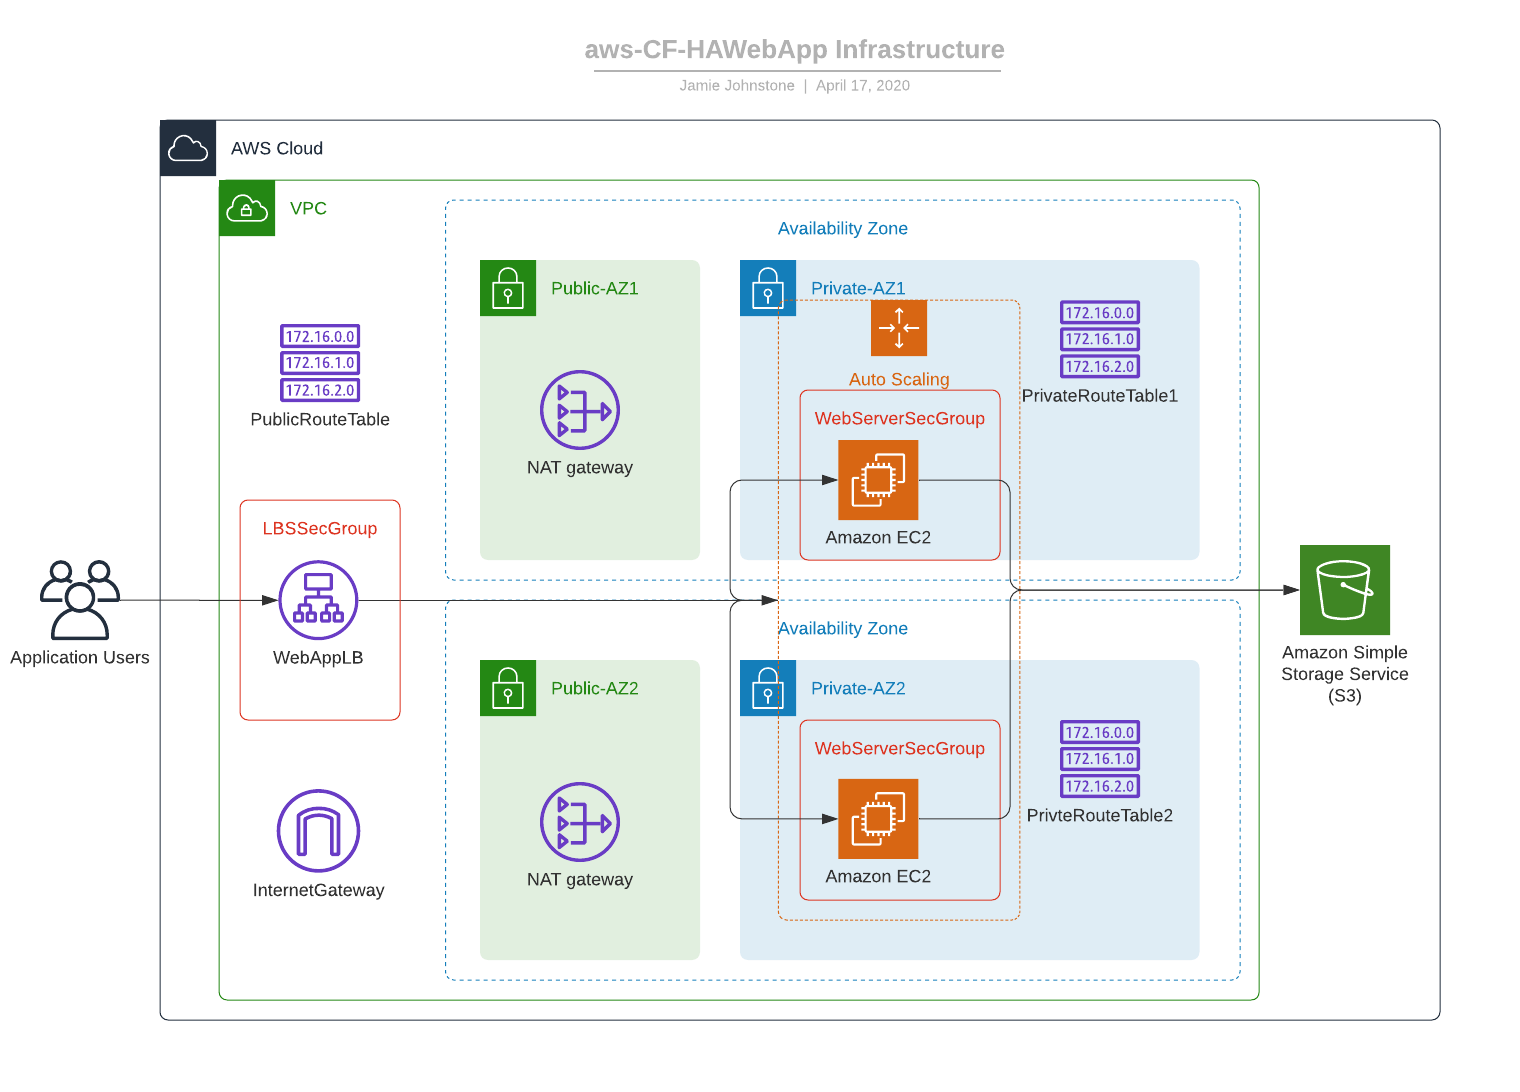 aws-CF-HAWebApp Infrastructure
Jamie Johnstone | April 17, 2020
AWS Cloud
VPC
Availability Zone
Public-AZ1
Private-AZ1
172.16.0.0
172.16.1.0
172.16.2.0
PublicRouteTable
Auto Scaling
172.16.0.0
172.16.1.0
172.16.2.0
PrivateRouteTable1
WebServerSecGroup
NAT gateway
Amazon EC2
LBSSecGroup
Application Users
WebAppLB
Amazon Simple
Storage Service
(S3)
Availability Zone
Public-AZ2
Private-AZ2
WebServerSecGroup
172.16.0.0
172.16.1.0
172.16.2.0
PrivteRouteTable2
InternetGateway
NAT gateway
Amazon EC2